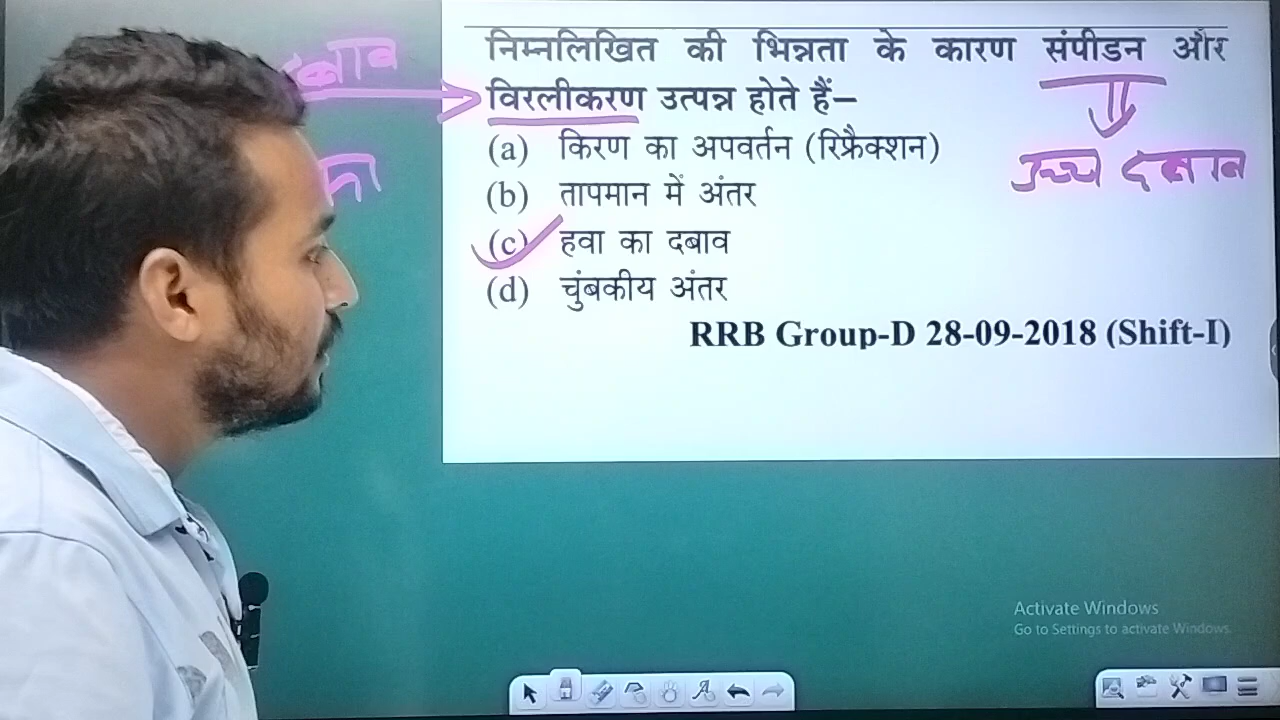 निम्नलिखित की भिन्नता के कारण संपीडन और
विरलीकरण उत्पन्न होते हैं–
(a) किरण का अपवर्तन (रिफ्रैक्शन)
(b) तापमान में अंतर
(c) हवा का दबाव
(d) चुंबकीय अंतर
RRB Group-D 28-09-2018 (Shift-I)
उच्च दबाव
Activate Windows
Go to Settings to activate Windows.